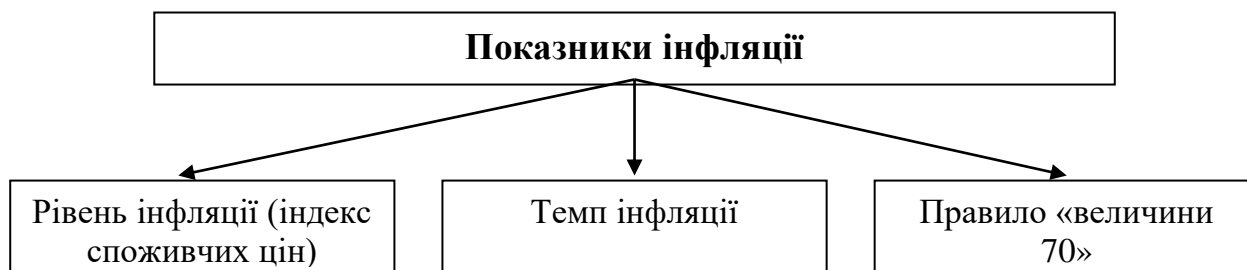 Показники інфляції
Рівень інфляції (індекс
споживчих цін)
Темп інфляції
Правило «величини
70»